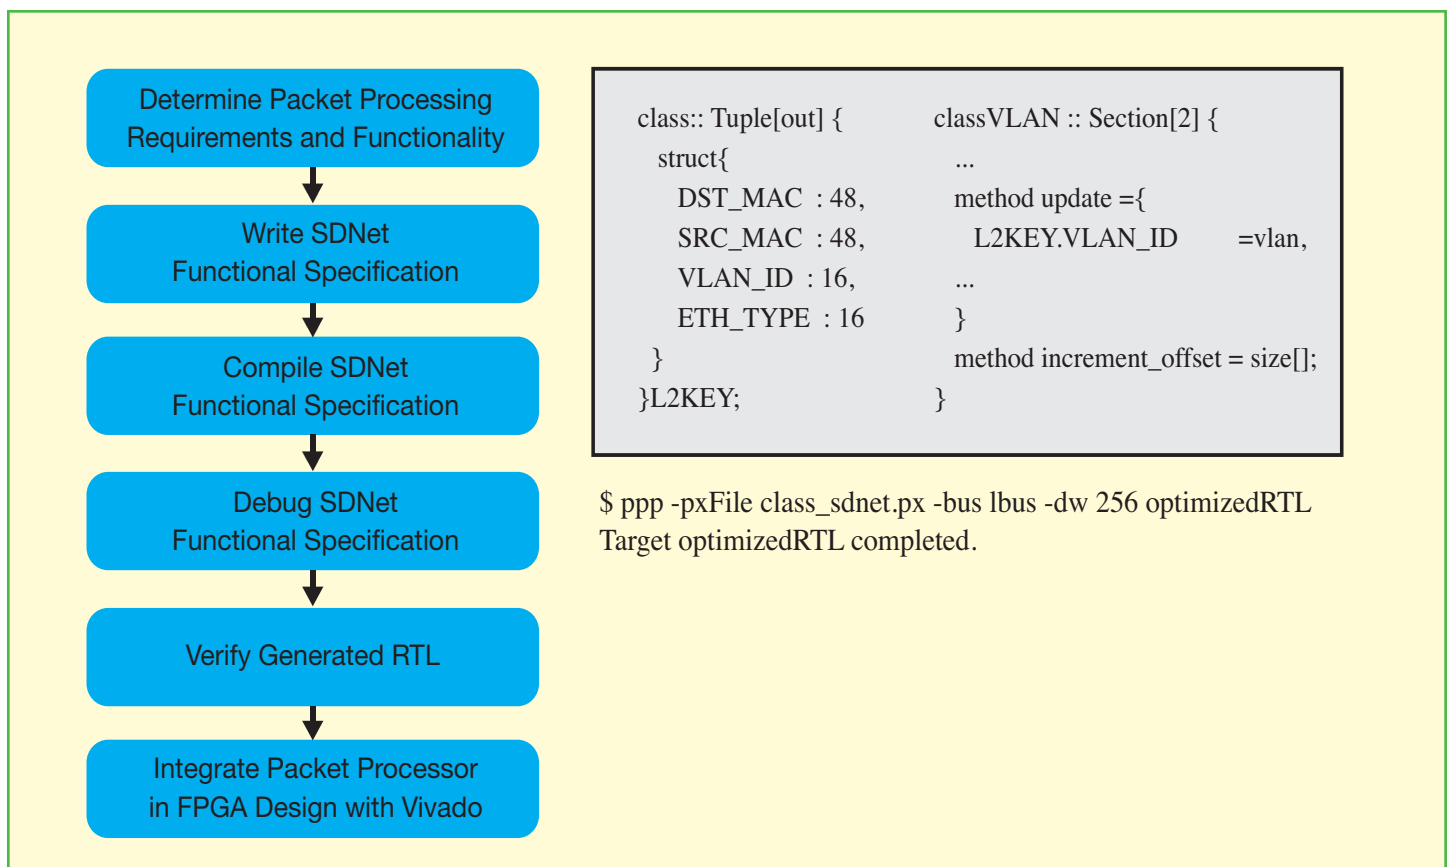 Determine Packet Processing
Requirements and Functionality
Write SDNet
Functional Specification
Compile SDNet
Functional Specification
Debug SDNet
Functional Specification
Verify Generated RTL
Integrate Packet Processor
in FPGA Design with Vivado
class:: Tuple[out] {
struct{
DST_MAC : 48,
SRC_MAC : 48,
VLAN_ID : 16,
ETH_TYPE : 16
}
}L2KEY;
classVLAN :: Section[2] {
...
method update ={
L2KEY.VLAN_ID =vlan,
...
}
method increment_offset = size[];
}
$ ppp -pxFile class_sdnet.px -bus lbus -dw 256 optimizedRTL
Target optimizedRTL completed.